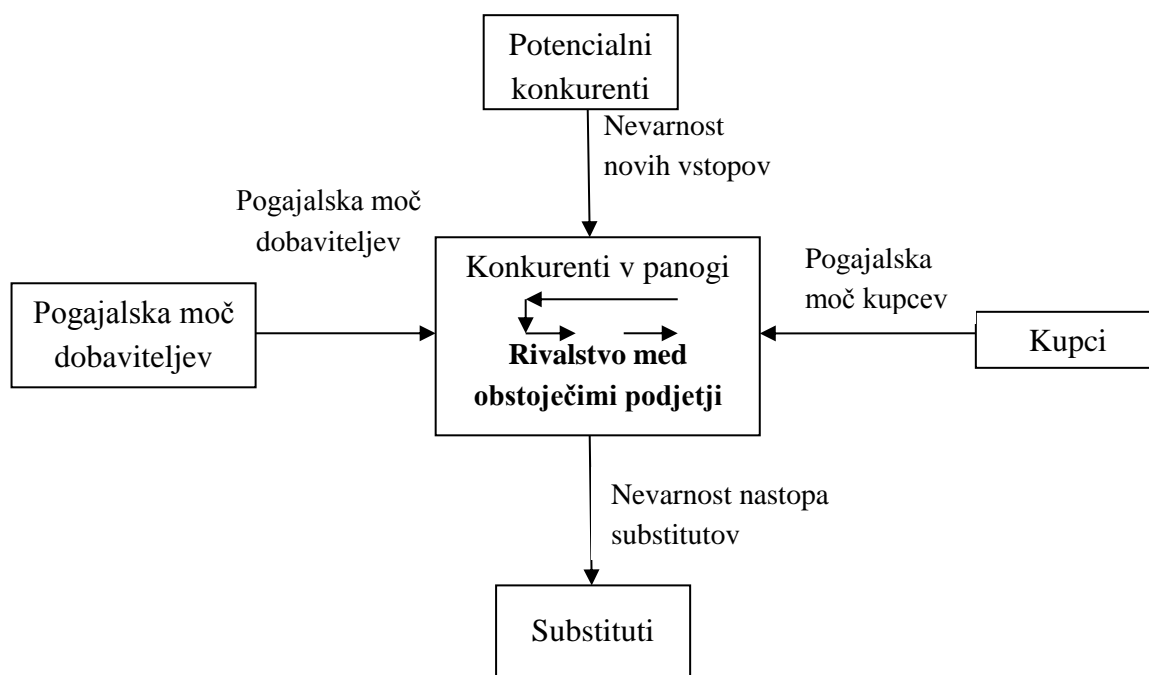 Potencialni
konkurenti
Nevarnost
novih vstopov
Pogajalska moč
dobaviteljev
Konkurenti v panogi
Pogajalska
moč kupcev
Pogajalska moč
dobaviteljev
Rivalstvo med
obstoječimi podjetji
Kupci
Nevarnost nastopa
substitutov
Substituti